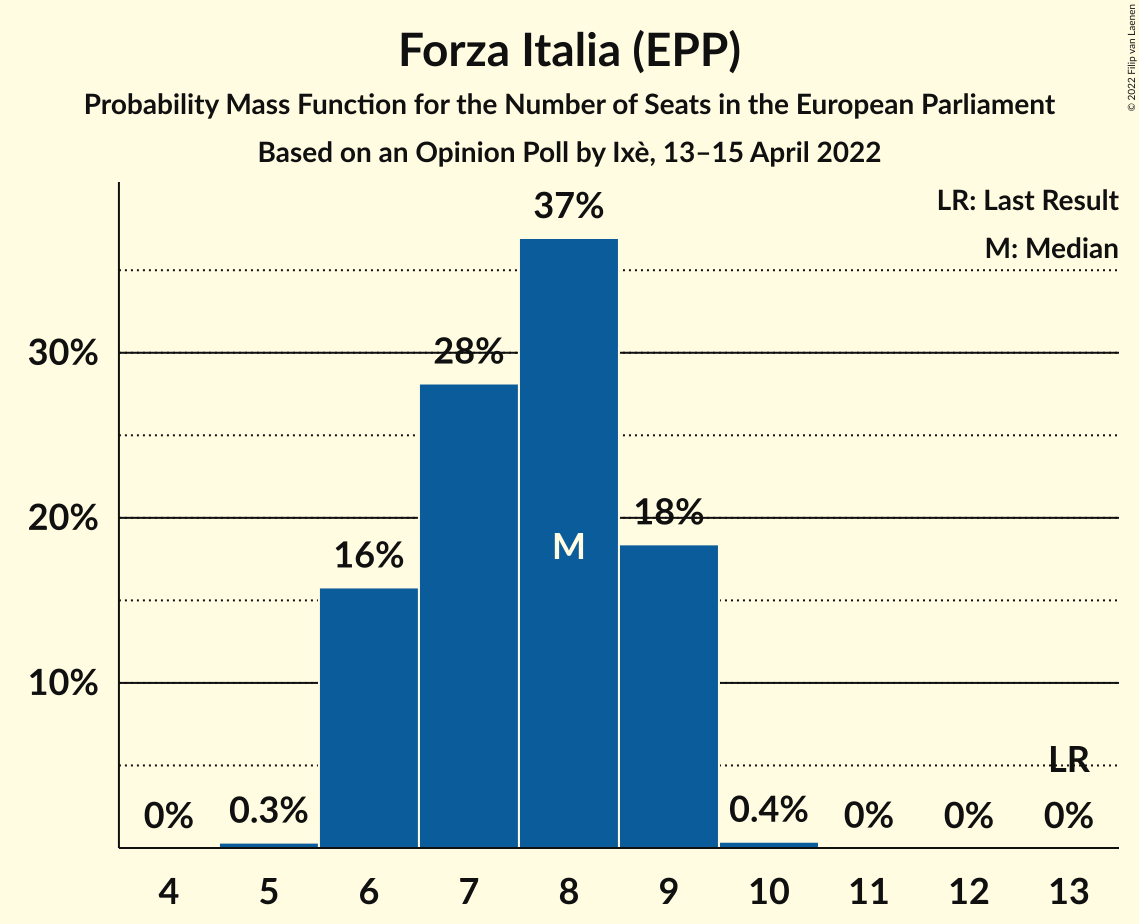 Forza Italia (EPP)
Probability Mass Function for the Number of Seats in the European Parliament
Based on an Opinion Poll by Ixè, 13–15 April 2022
© 2022 Filip van Laenen
LR: Last Result
M: Median
37%
30%
28%
20%
18%
M
16%
10%
LR
0%
0.3%
0.4%
0%
0%
0%
4 5 6 7 8 9 10 11 12 13